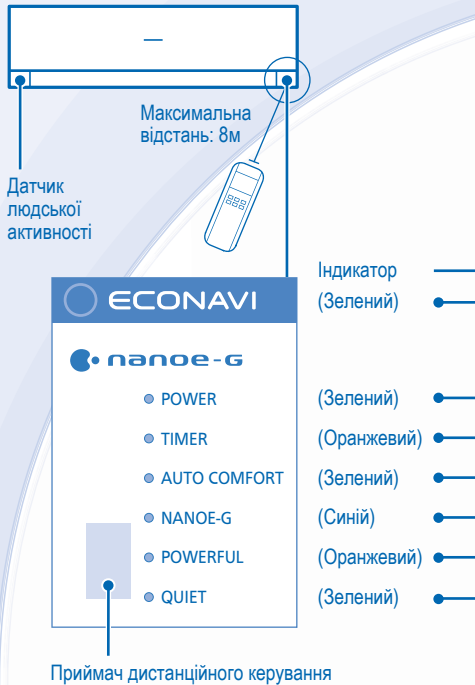 Максимальна
відстань: 8м
Датчик
людської
активності
Індикатор
ECONAVI (Зелений)
nanoe-G
POWER (Зелений)
TIMER (Оранжевий)
AUTO COMFORT (Зелений)
NANOE-G (Синій)
POWERFUL (Оранжевий)
QUIET (Зелений)
Приймач дистанційного керування